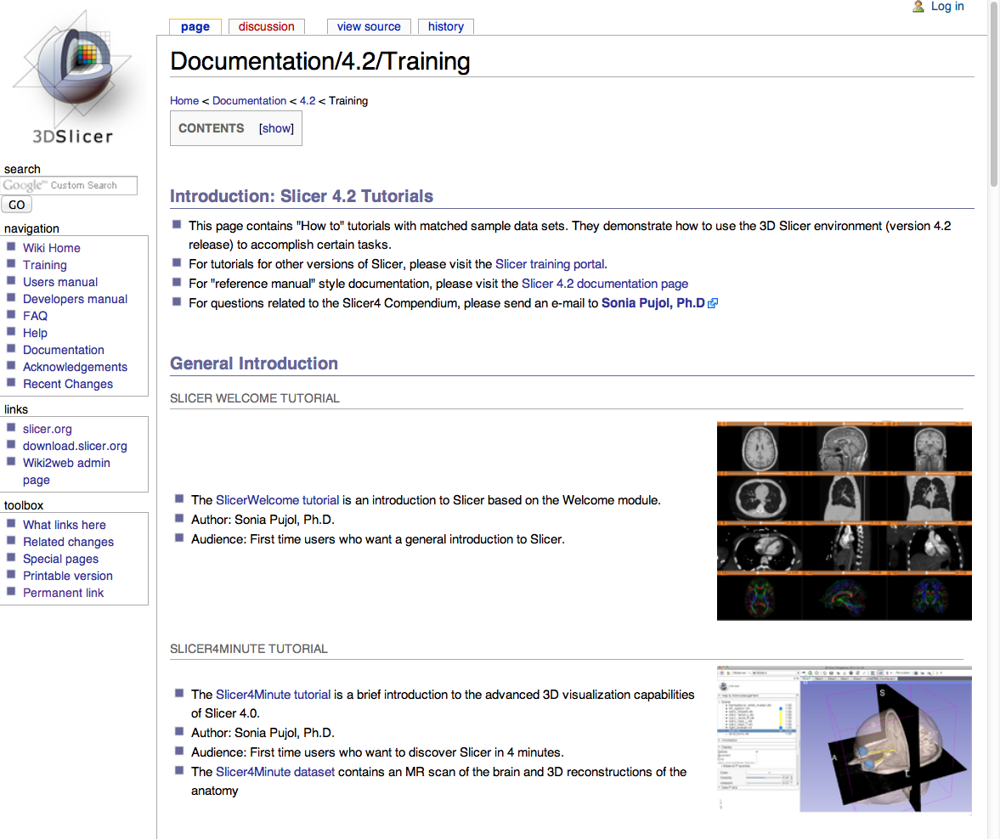 Log in
page
discussion
view source
history
3DSlicer
search
Google™ Custom Search
GO
navigation
Wiki Home
Training
Users manual
Developers manual
FAQ
Help
Documentation
Acknowledgements
Recent Changes
links
slicer.org
download.slicer.org
Wiki2web admin
page
toolbox
What links here
Related changes
Special pages
Printable version
Permanent link
Documentation/4.2/Training
Home < Documentation < 4.2 < Training
CONTENTS [show]
Introduction: Slicer 4.2 Tutorials
This page contains "How to" tutorials with matched sample data sets. They demonstrate how to use the 3D Slicer environment (version 4.2
release) to accomplish certain tasks.
For tutorials for other versions of Slicer, please visit the Slicer training portal.
For "reference manual" style documentation, please visit the Slicer 4.2 documentation page
For questions related to the Slicer4 Compendium, please send an e-mail to Sonia Pujol, Ph.D
General Introduction
SLICER WELCOME TUTORIAL
The SlicerWelcome tutorial is an introduction to Slicer based on the Welcome module.
Author: Sonia Pujol, Ph.D.
Audience: First time users who want a general introduction to Slicer.
SLICER4MINUTE TUTORIAL
The Slicer4Minute tutorial is a brief introduction to the advanced 3D visualization capabilities
of Slicer 4.0.
Author: Sonia Pujol, Ph.D.
Audience: First time users who want to discover Slicer in 4 minutes.
The Slicer4Minute dataset contains an MR scan of the brain and 3D reconstructions of the
anatomy
S
A
L